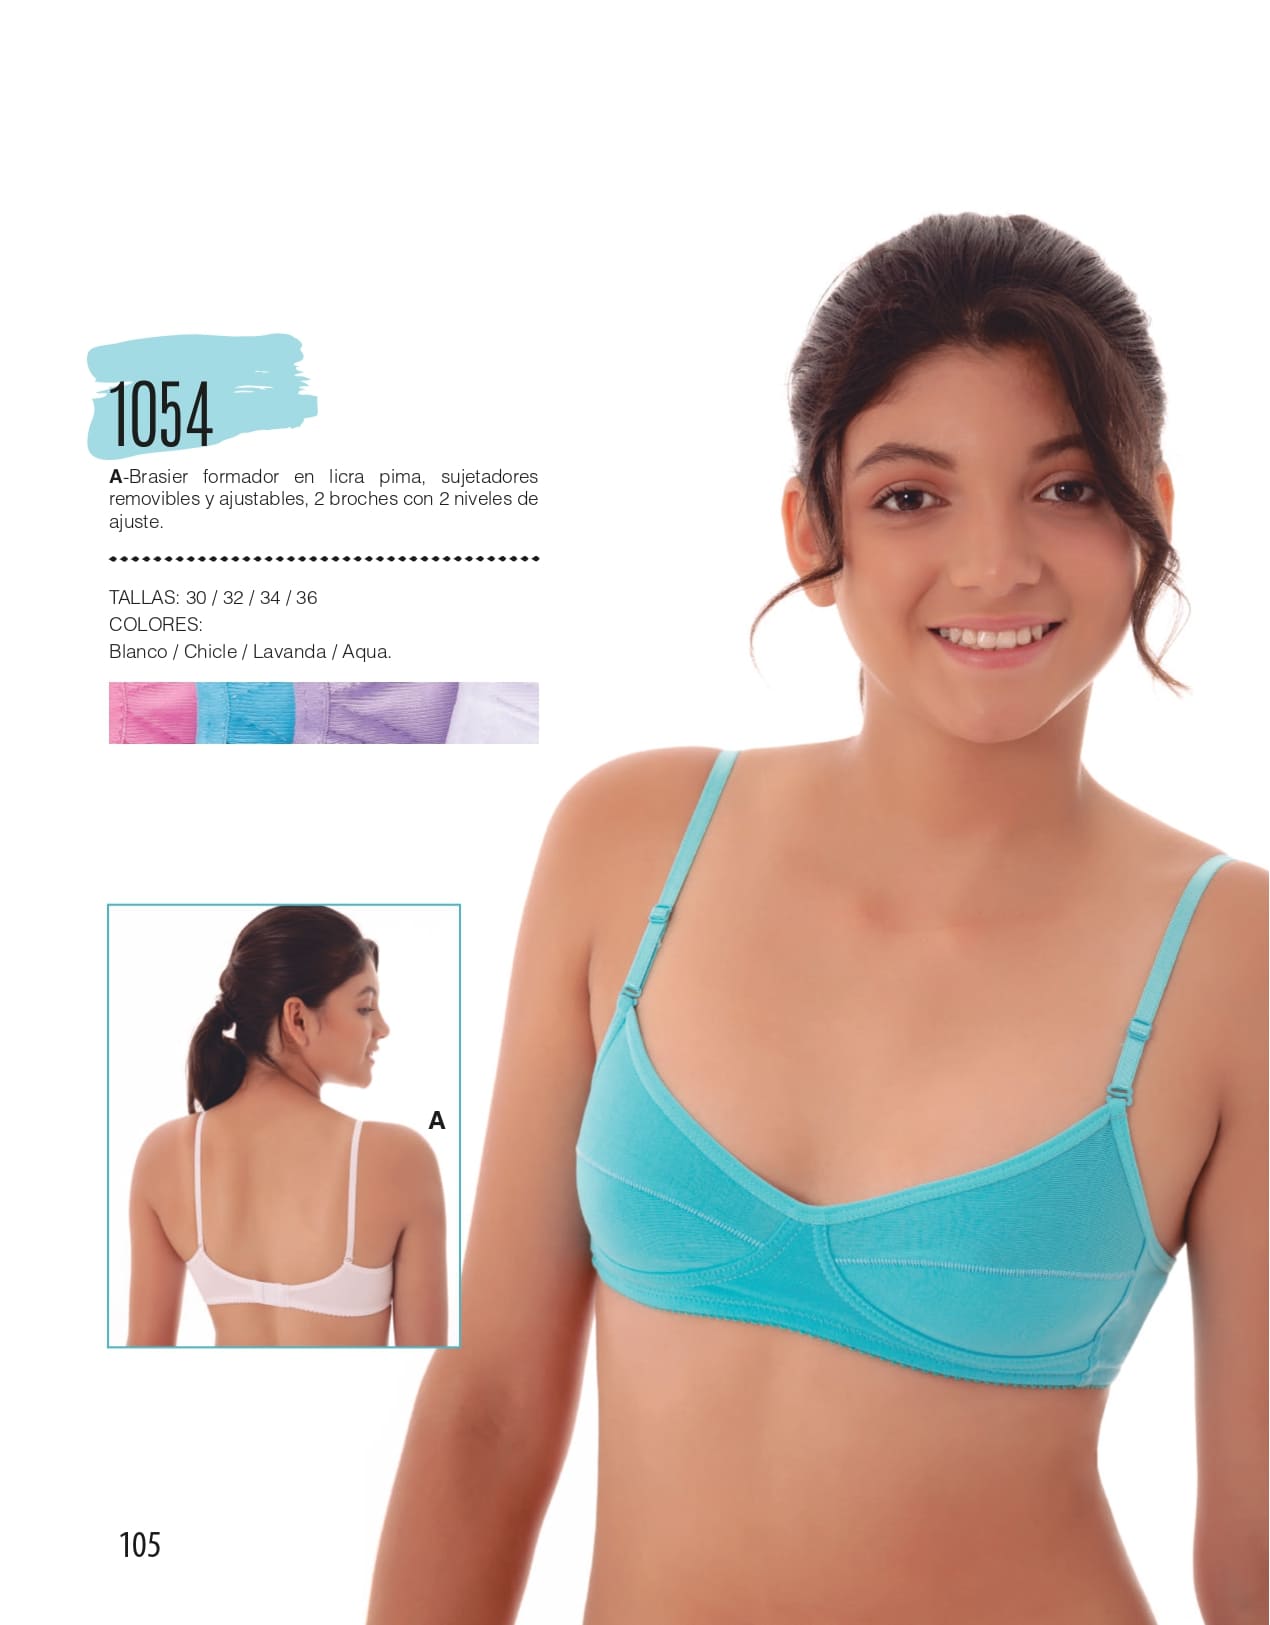 1054
A-Brasier formador en licra pima, sujetadores
removibles y ajustables, 2 broches con 2 niveles de
ajuste.
TALLAS: 30 / 32 / 34 / 36
COLORES:
Blanco / Chicle / Lavanda / Aqua.
A
105